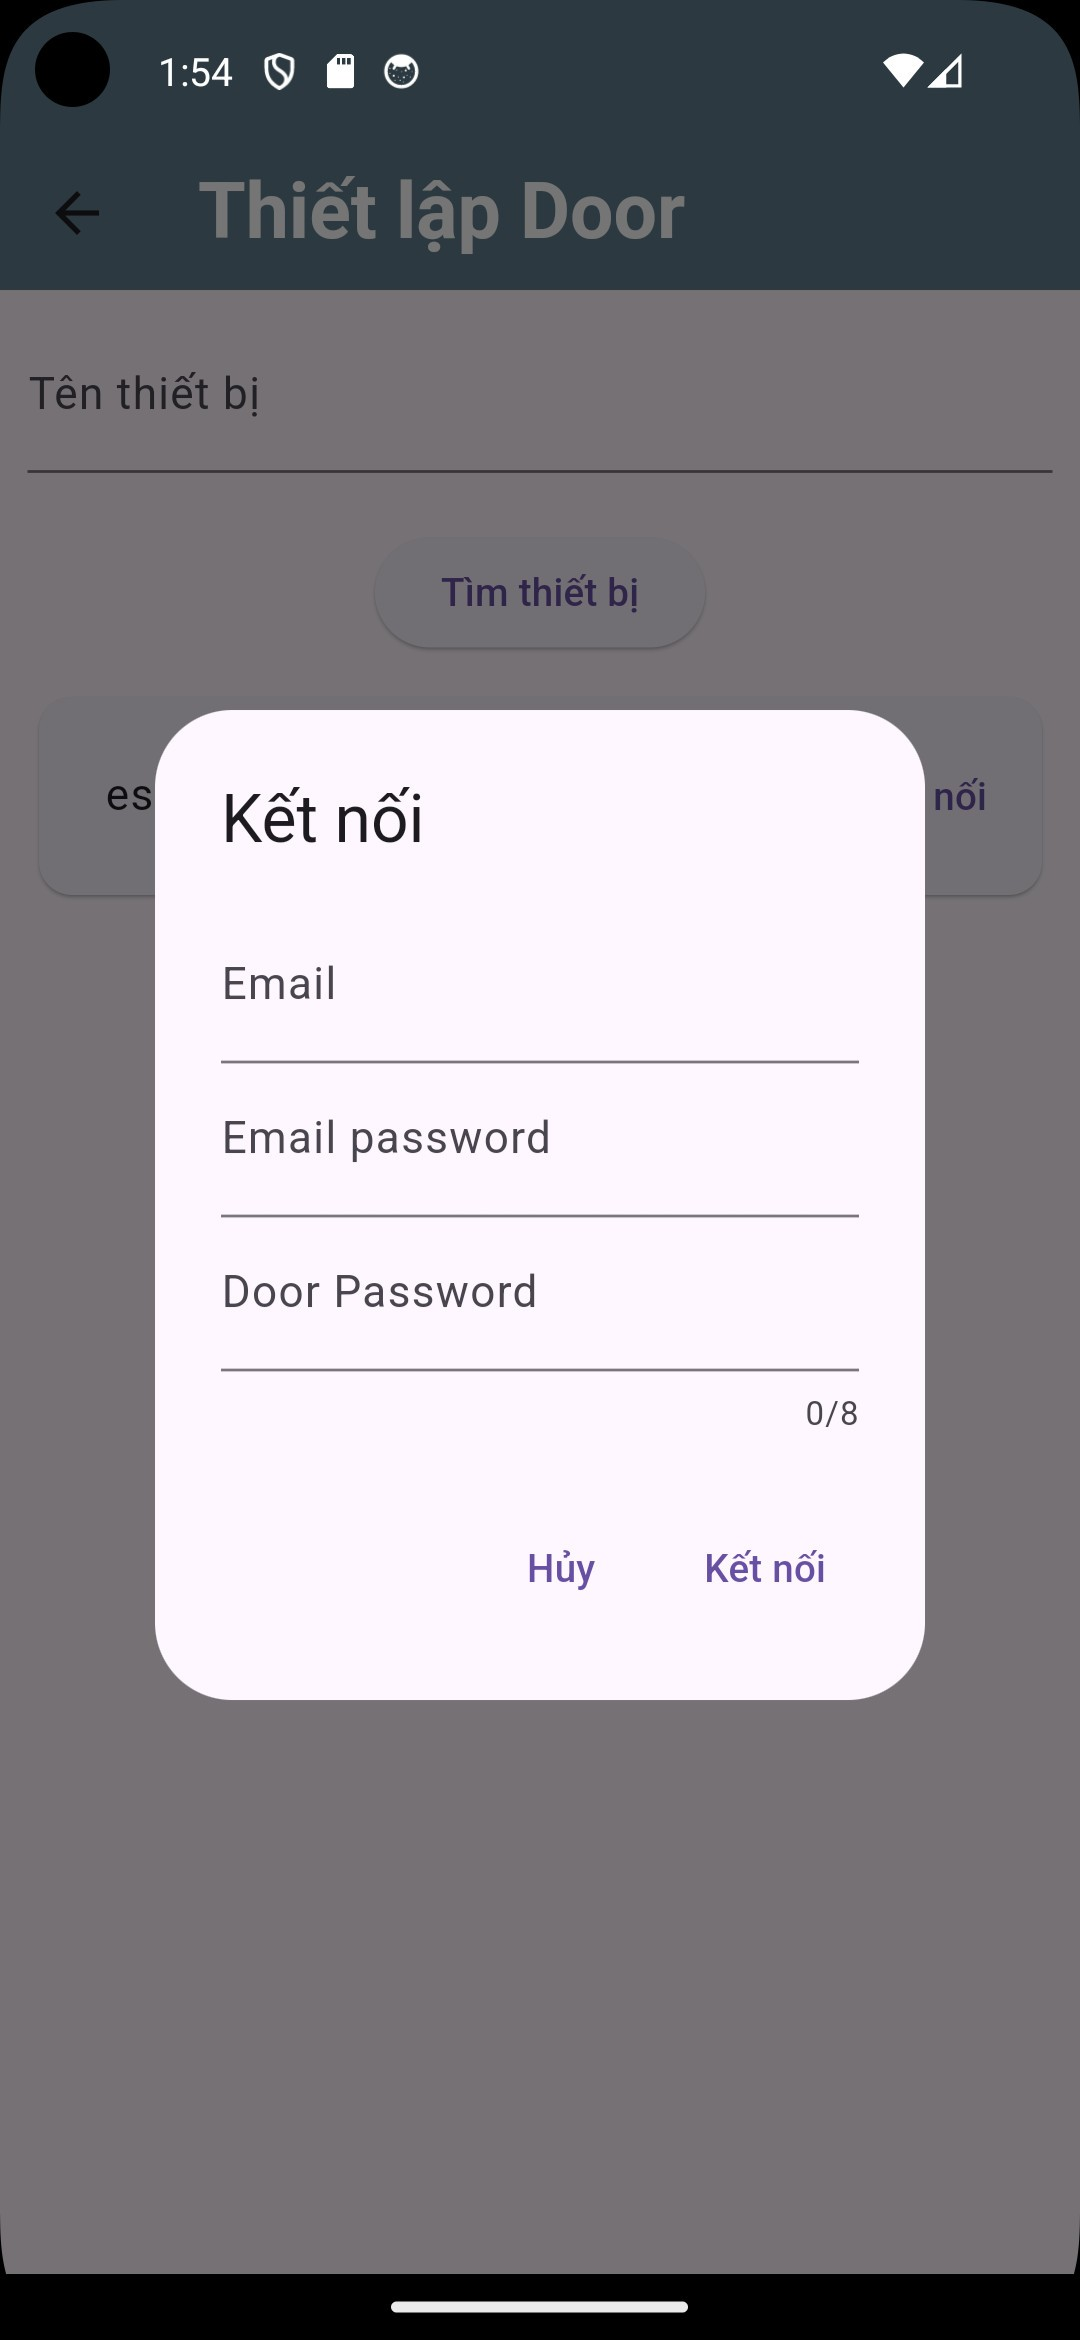 1:54
Thiết lập Door
Tên thiết bị
Tìm thiết bị
es
nối
Kết nối
Email
Email password
Door Password
0/8
Hủy
Kết nối